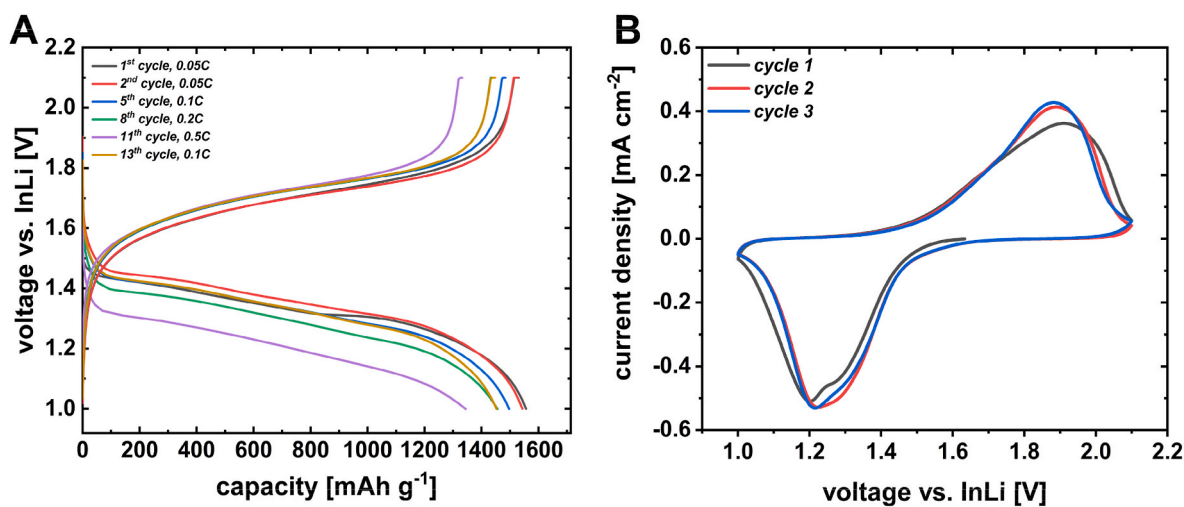 A
voltage vs. InLi [V]
2.2
2.0
1.8
1.6
1.4
1.2
1.0
1st cycle, 0.05C
2nd cycle, 0.05C
5th cycle, 0.1C
8th cycle, 0.2C
11th cycle, 0.5C
13th cycle, 0.1C
0 200 400 600 800 1000 1200 1400 1600
capacity [mAh g-1]
B
current density [mA cm-2]
0.6
0.4
0.2
0.0
-0.2
-0.4
-0.6
cycle 1
cycle 2
cycle 3
1.0 1.2 1.4 1.6 1.8 2.0 2.2
voltage vs. InLi [V]